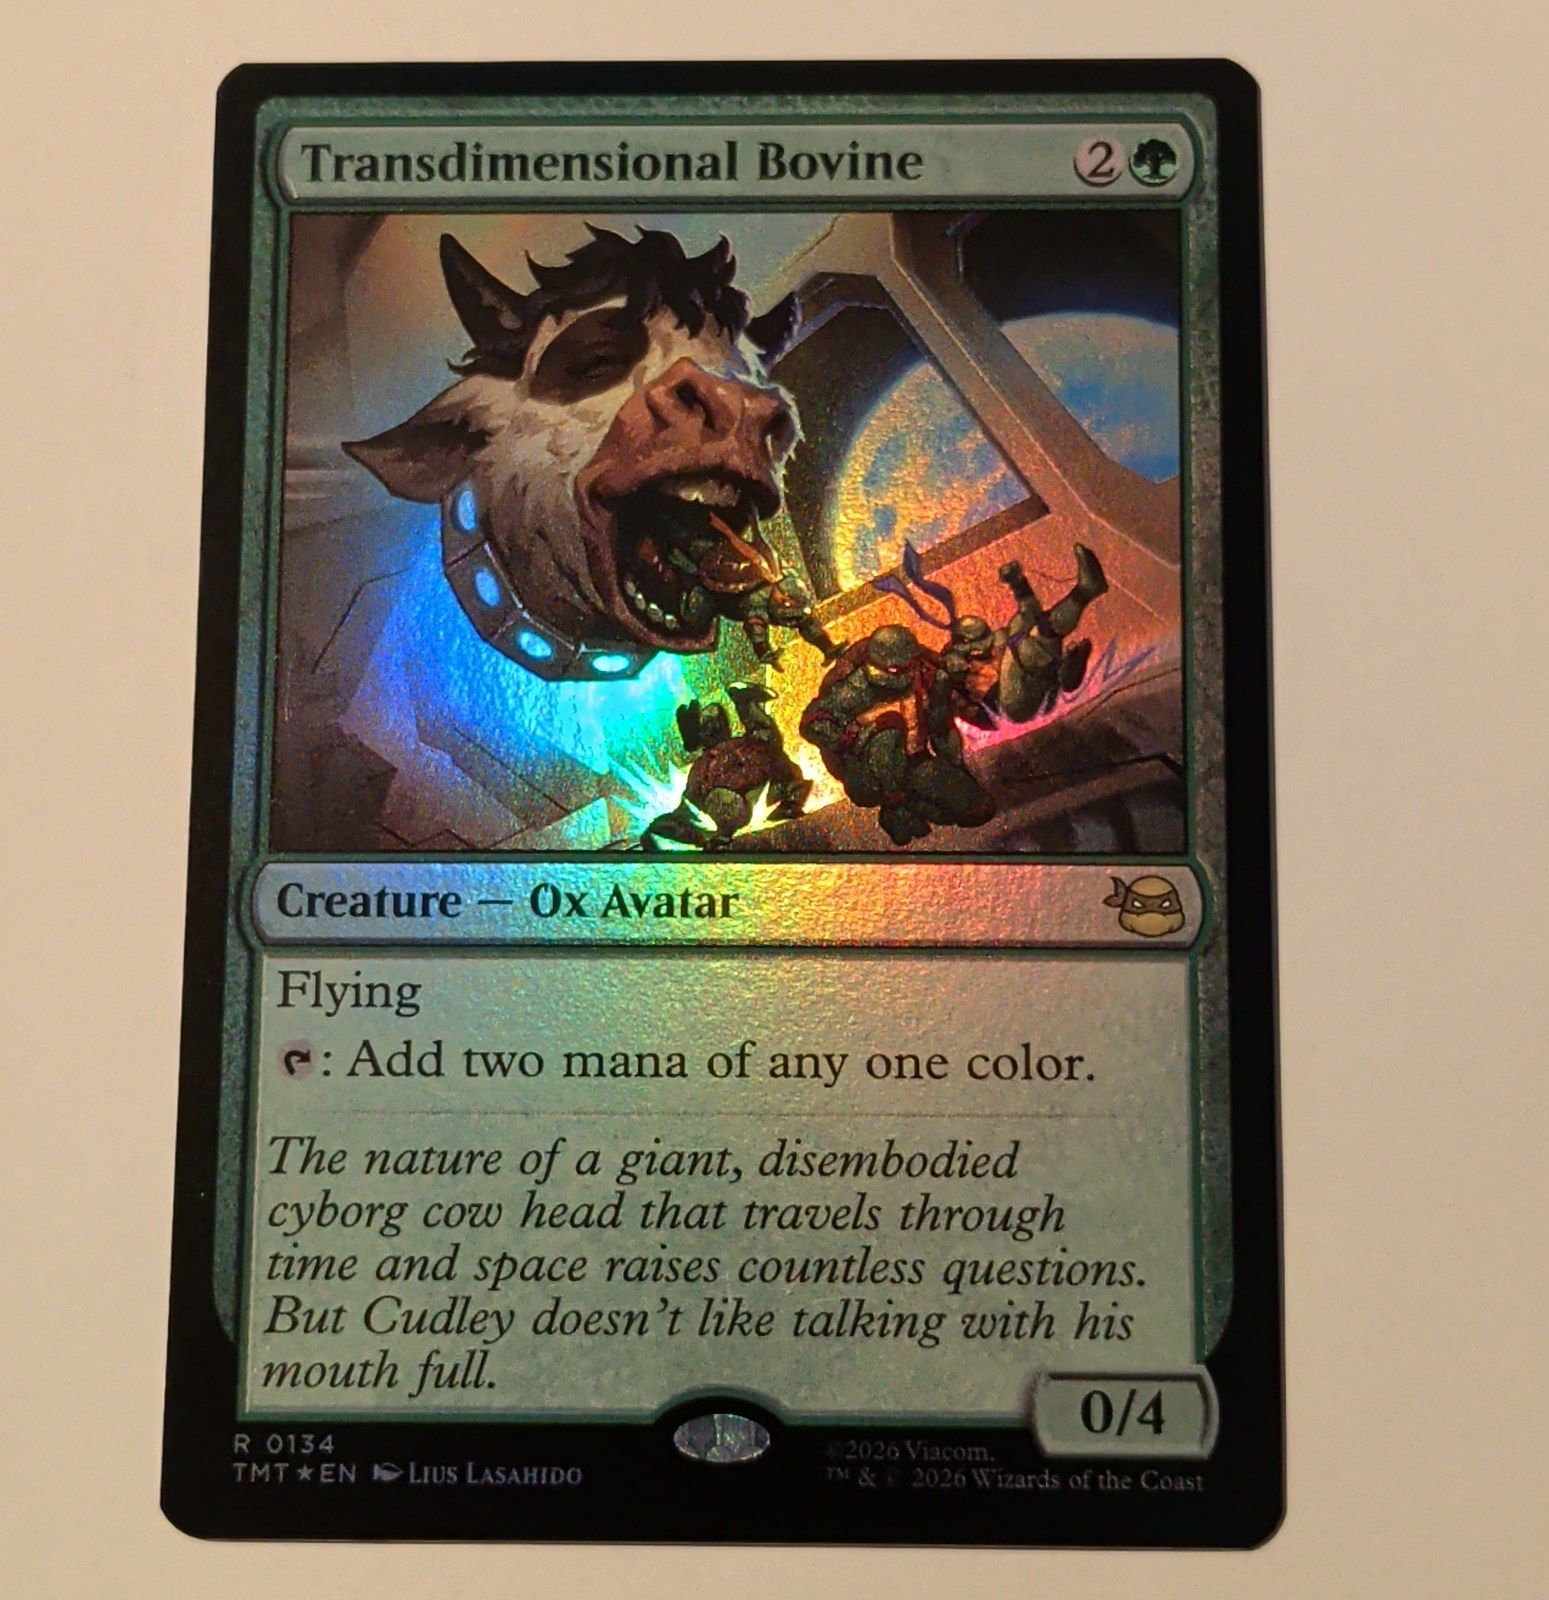 Transdimensional Bovine 2
Creature — Ox Avatar
Flying
: Add two mana of any one color.
The nature of a giant, disembodied
cyborg cow head that travels through
time and space raises countless questions.
But Cudley doesn't like talking with his
mouth full.
0/4
R 0134
TMT★EN Lius Lasahido
©2026 Viacom.
™ & © 2026 Wizards of the Coast